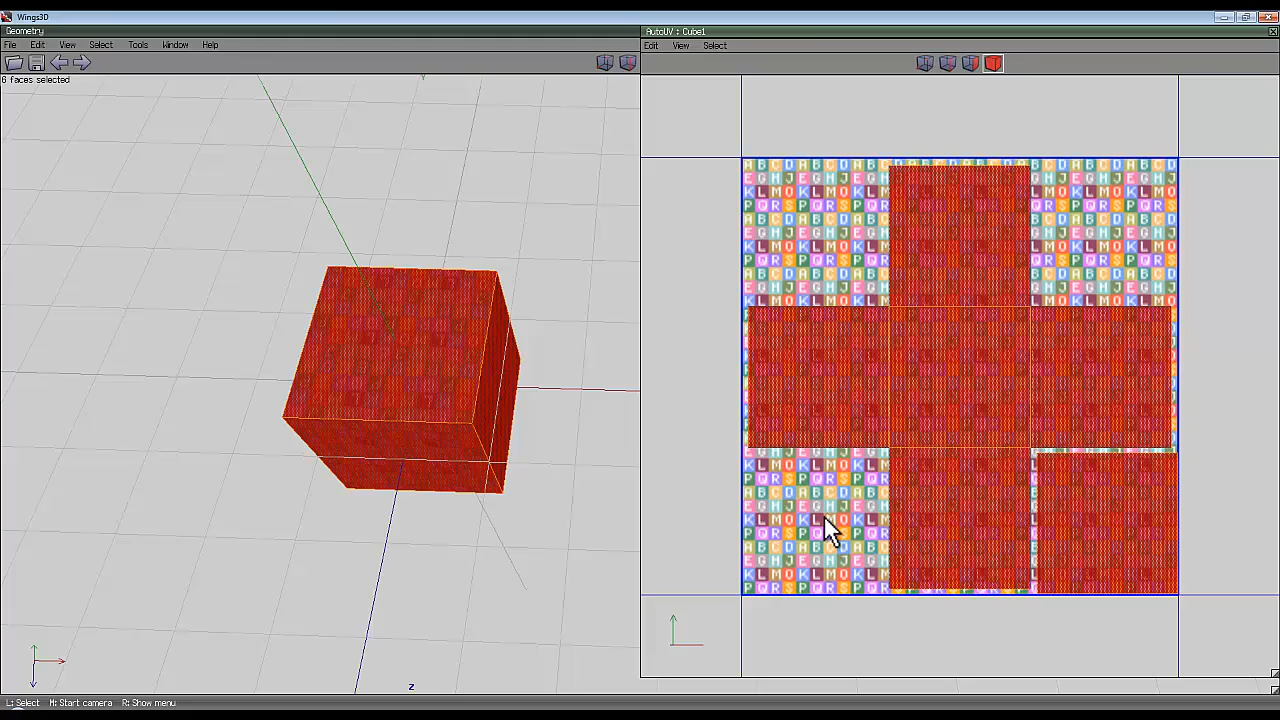 Wings3D
Geometry
File Edit View Select Tools Window Help
6 faces selected
AutoUV: Cube1
Edit View Select
Y
Z
L: Select M: Start camera R: Show menu